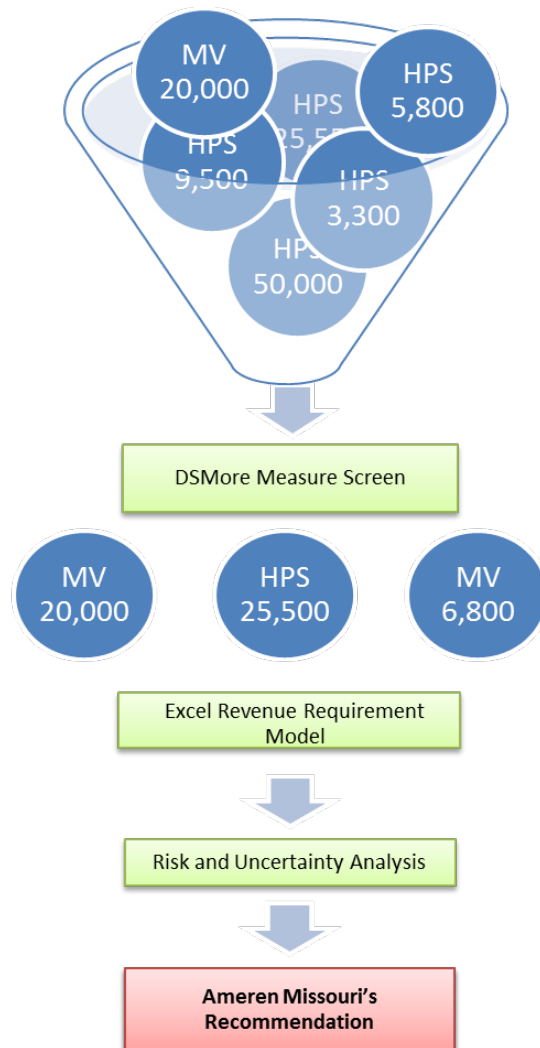 MV
20,000
HPS
5,800
HPS
HPS
9,500
HPS
3,300
HPS
50,000
DSMore Measure Screen
MV
20,000
HPS
25,500
MV
6,800
Excel Revenue Requirement
Model
Risk and Uncertainty Analysis
Ameren Missouri's
Recommendation